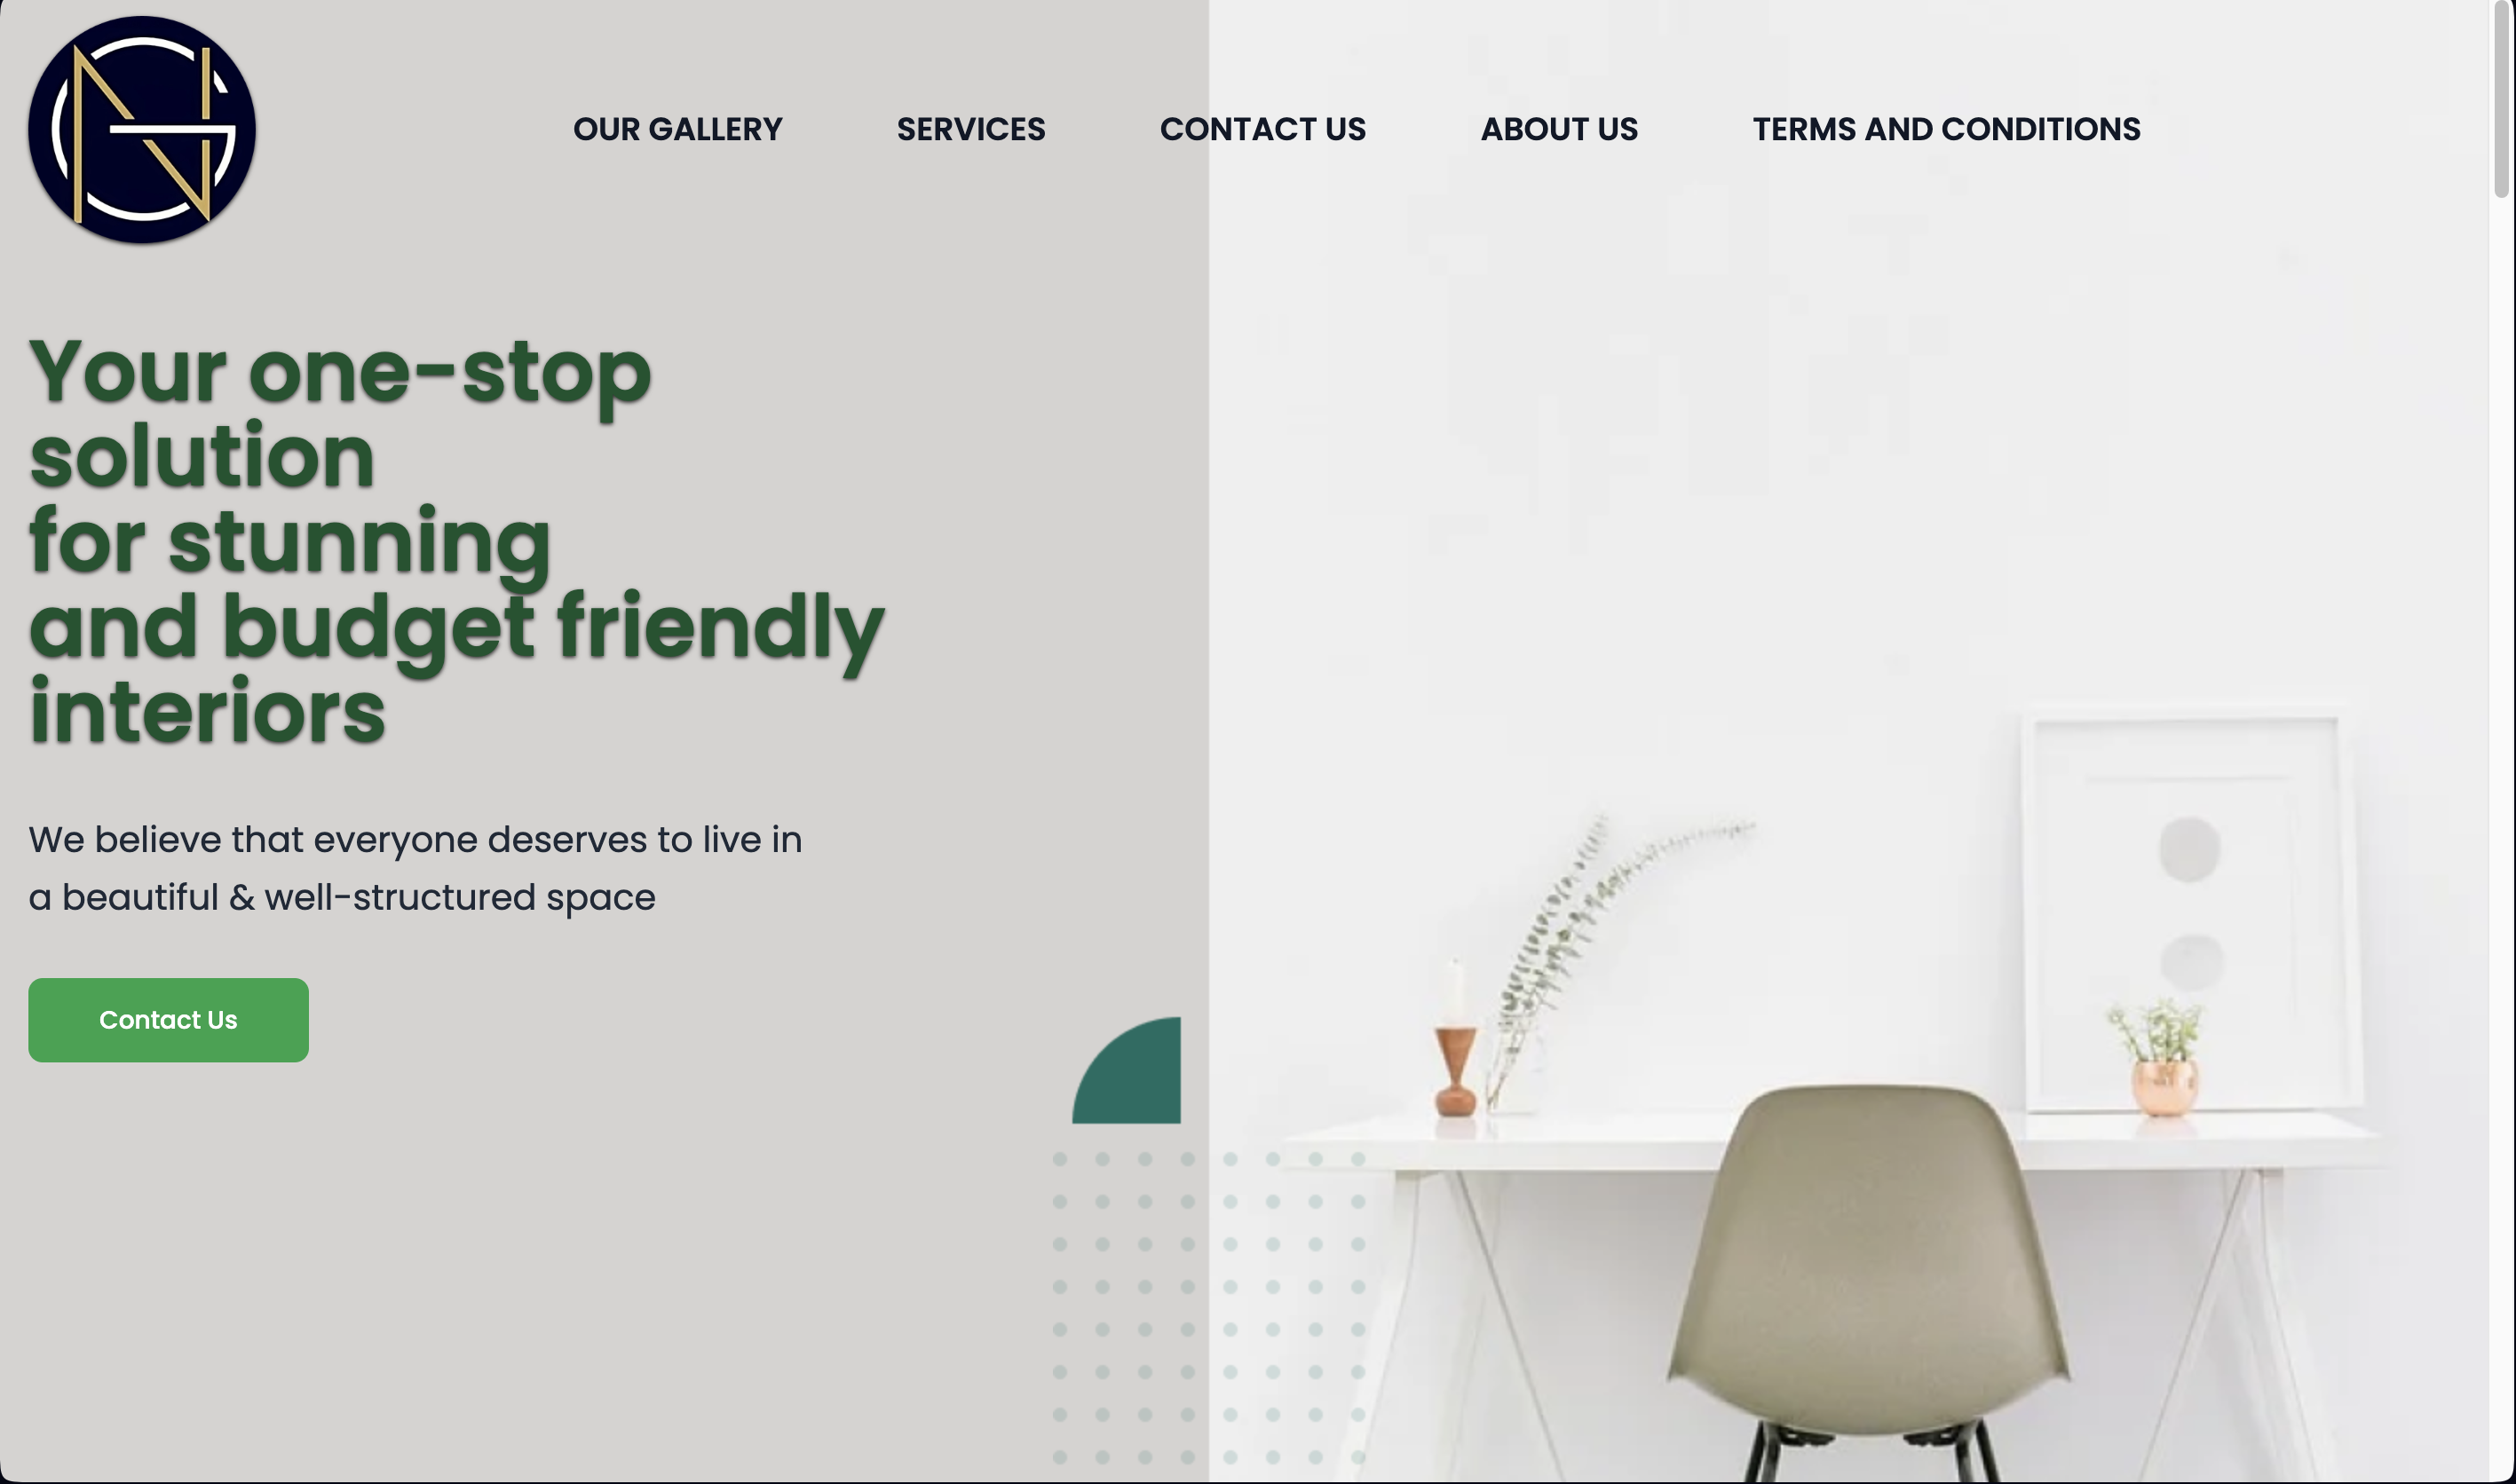 OUR GALLERY SERVICES CONTACT US ABOUT US TERMS AND CONDITIONS
Your one-stop
solution
for stunning
and budget friendly
interiors
We believe that everyone deserves to live in
a beautiful & well-structured space
Contact Us